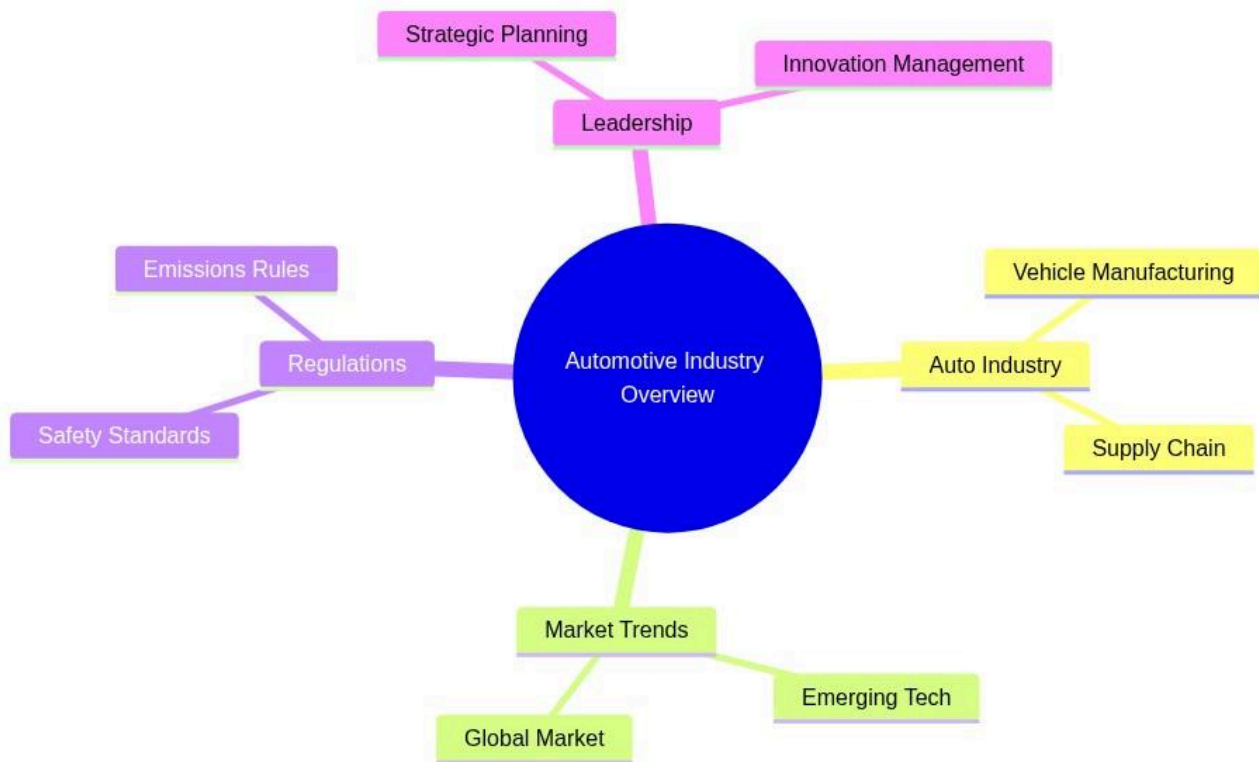 Strategic Planning
Innovation Management
Leadership
Emissions Rules
Vehicle Manufacturing
Regulations
Automotive Industry
Overview
Auto Industry
Safety Standards
Supply Chain
Market Trends
Emerging Tech
Global Market